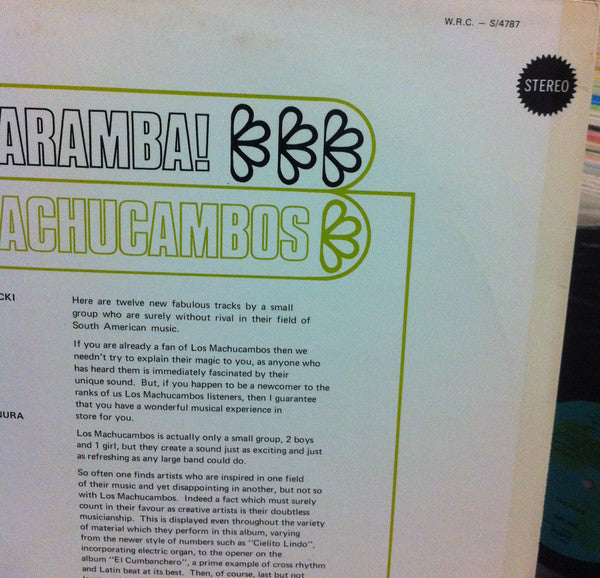 W.R.C. – S/4787
STEREO
ARAMBA!
ACHUCAMBOS
CKI
NURA
Here are twelve new fabulous tracks by a small
group who are surely without rival in their field of
South American music.
If you are already a fan of Los Machucambos then we
needn't try to explain their magic to you, as anyone who
has heard them is immediately fascinated by their
unique sound. But, if you happen to be a newcomer to the
ranks of us Los Machucambos listeners, then I guarantee
that you have a wonderful musical experience in
store for you.
Los Machucambos is actually only a small group, 2 boys
and 1 girl, but they create a sound just as exciting and just
as refreshing as any large band could do.
So often one finds artists who are inspired in one field
of their music and yet disappointing in another, but not so
with Los Machucambos. Indeed a fact which must surely
count in their favour as creative artists is their doubtless
musicianship. This is displayed even throughout the variety
of material which they perform in this album, varying
from the newer style of numbers such as "Cielito Lindo",
incorporating electric organ, to the opener on the
album "El Cumbanchero", a prime example of cross rhythm
and Latin beat at its best. Then, of course, last but not